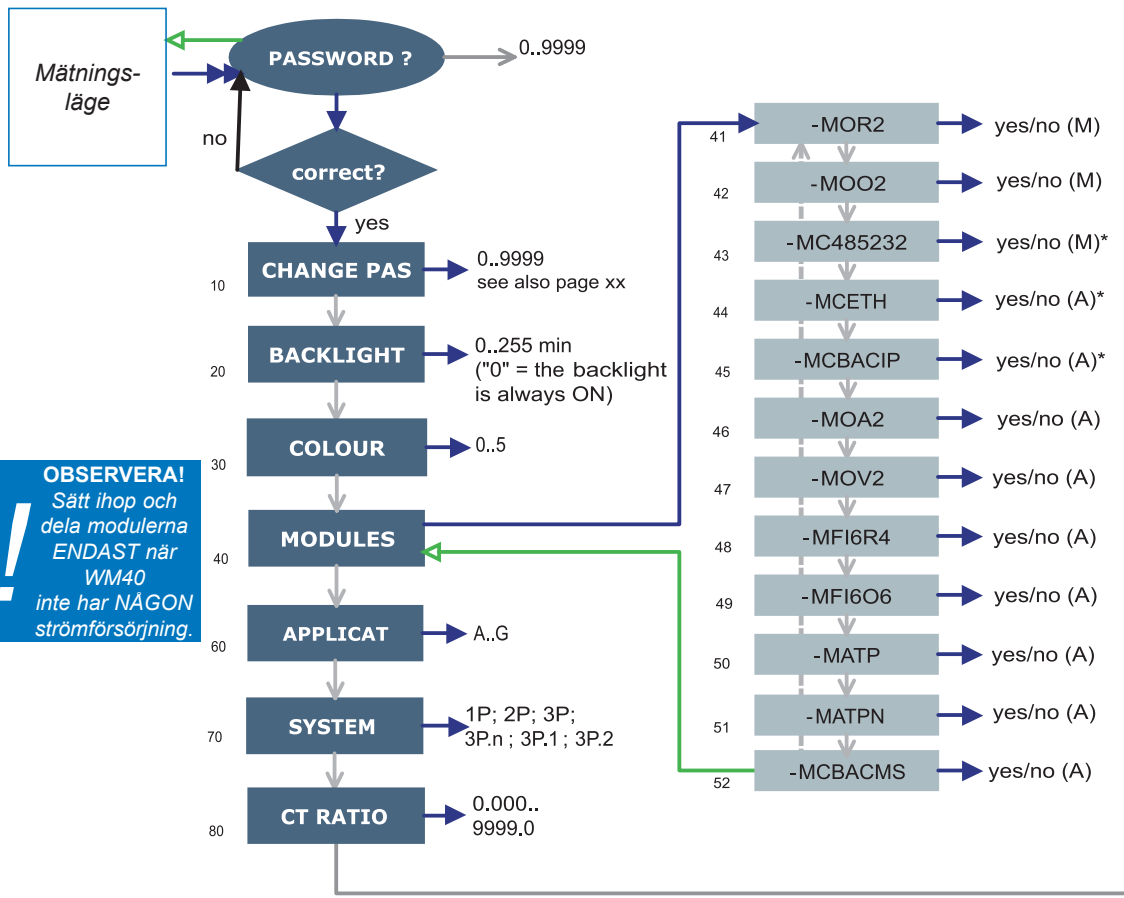 Mätnings-
läge
PASSWORD ?
0..9999
no
correct?
yes
10
CHANGE PAS
0..9999
see also page xx
20
BACKLIGHT
0..255 min
("0" = the backlight
is always ON)
30
COLOUR
0..5
!
OBSERVERA!
Sätt ihop och
dela modulerna
ENDAST när
WM40
inte har NÅGON
strömförsörjning.
40
MODULES
60
APPLICAT
A..G
70
SYSTEM
1P; 2P; 3P;
3P.n ; 3P.1 ; 3P.2
80
CT RATIO
0.000..
9999.0
41
-MOR2
yes/no (M)
42
-MOO2
yes/no (M)
43
-MC485232
yes/no (M)*
44
-MCETH
yes/no (A)*
45
-MCBACIP
yes/no (A)*
46
-MOA2
yes/no (A)
47
-MOV2
yes/no (A)
48
-MFI6R4
yes/no (A)
49
-MFI6O6
yes/no (A)
50
-MATP
yes/no (A)
51
-MATPN
yes/no (A)
52
-MCBACMS
yes/no (A)